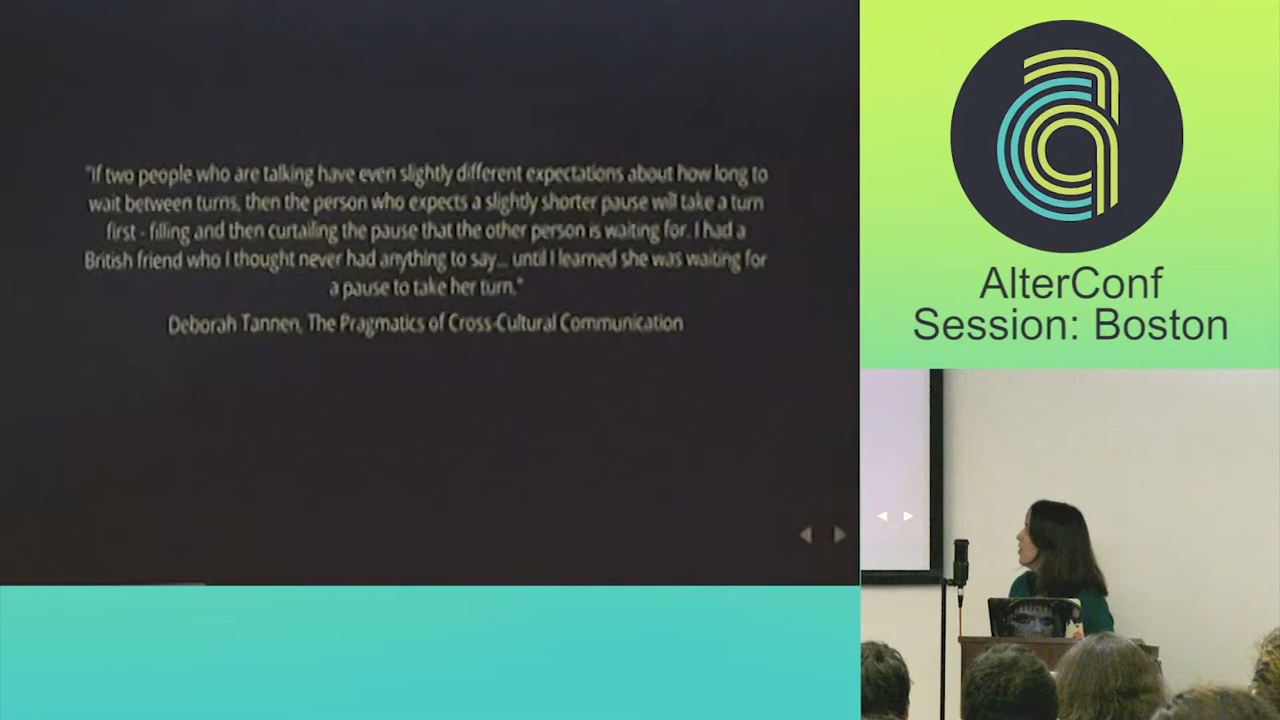 "If two people who are talking have even slightly different expectations about how long to
wait between turns, then the person who expects a slightly shorter pause will take a turn
first - filling and then curtailing the pause that the other person is waiting for. I had a
British friend who I thought never had anything to say... until I learned she was waiting for
a pause to take her turn."
Deborah Tannen, The Pragmatics of Cross-Cultural Communication
AlterConf
Session: Boston